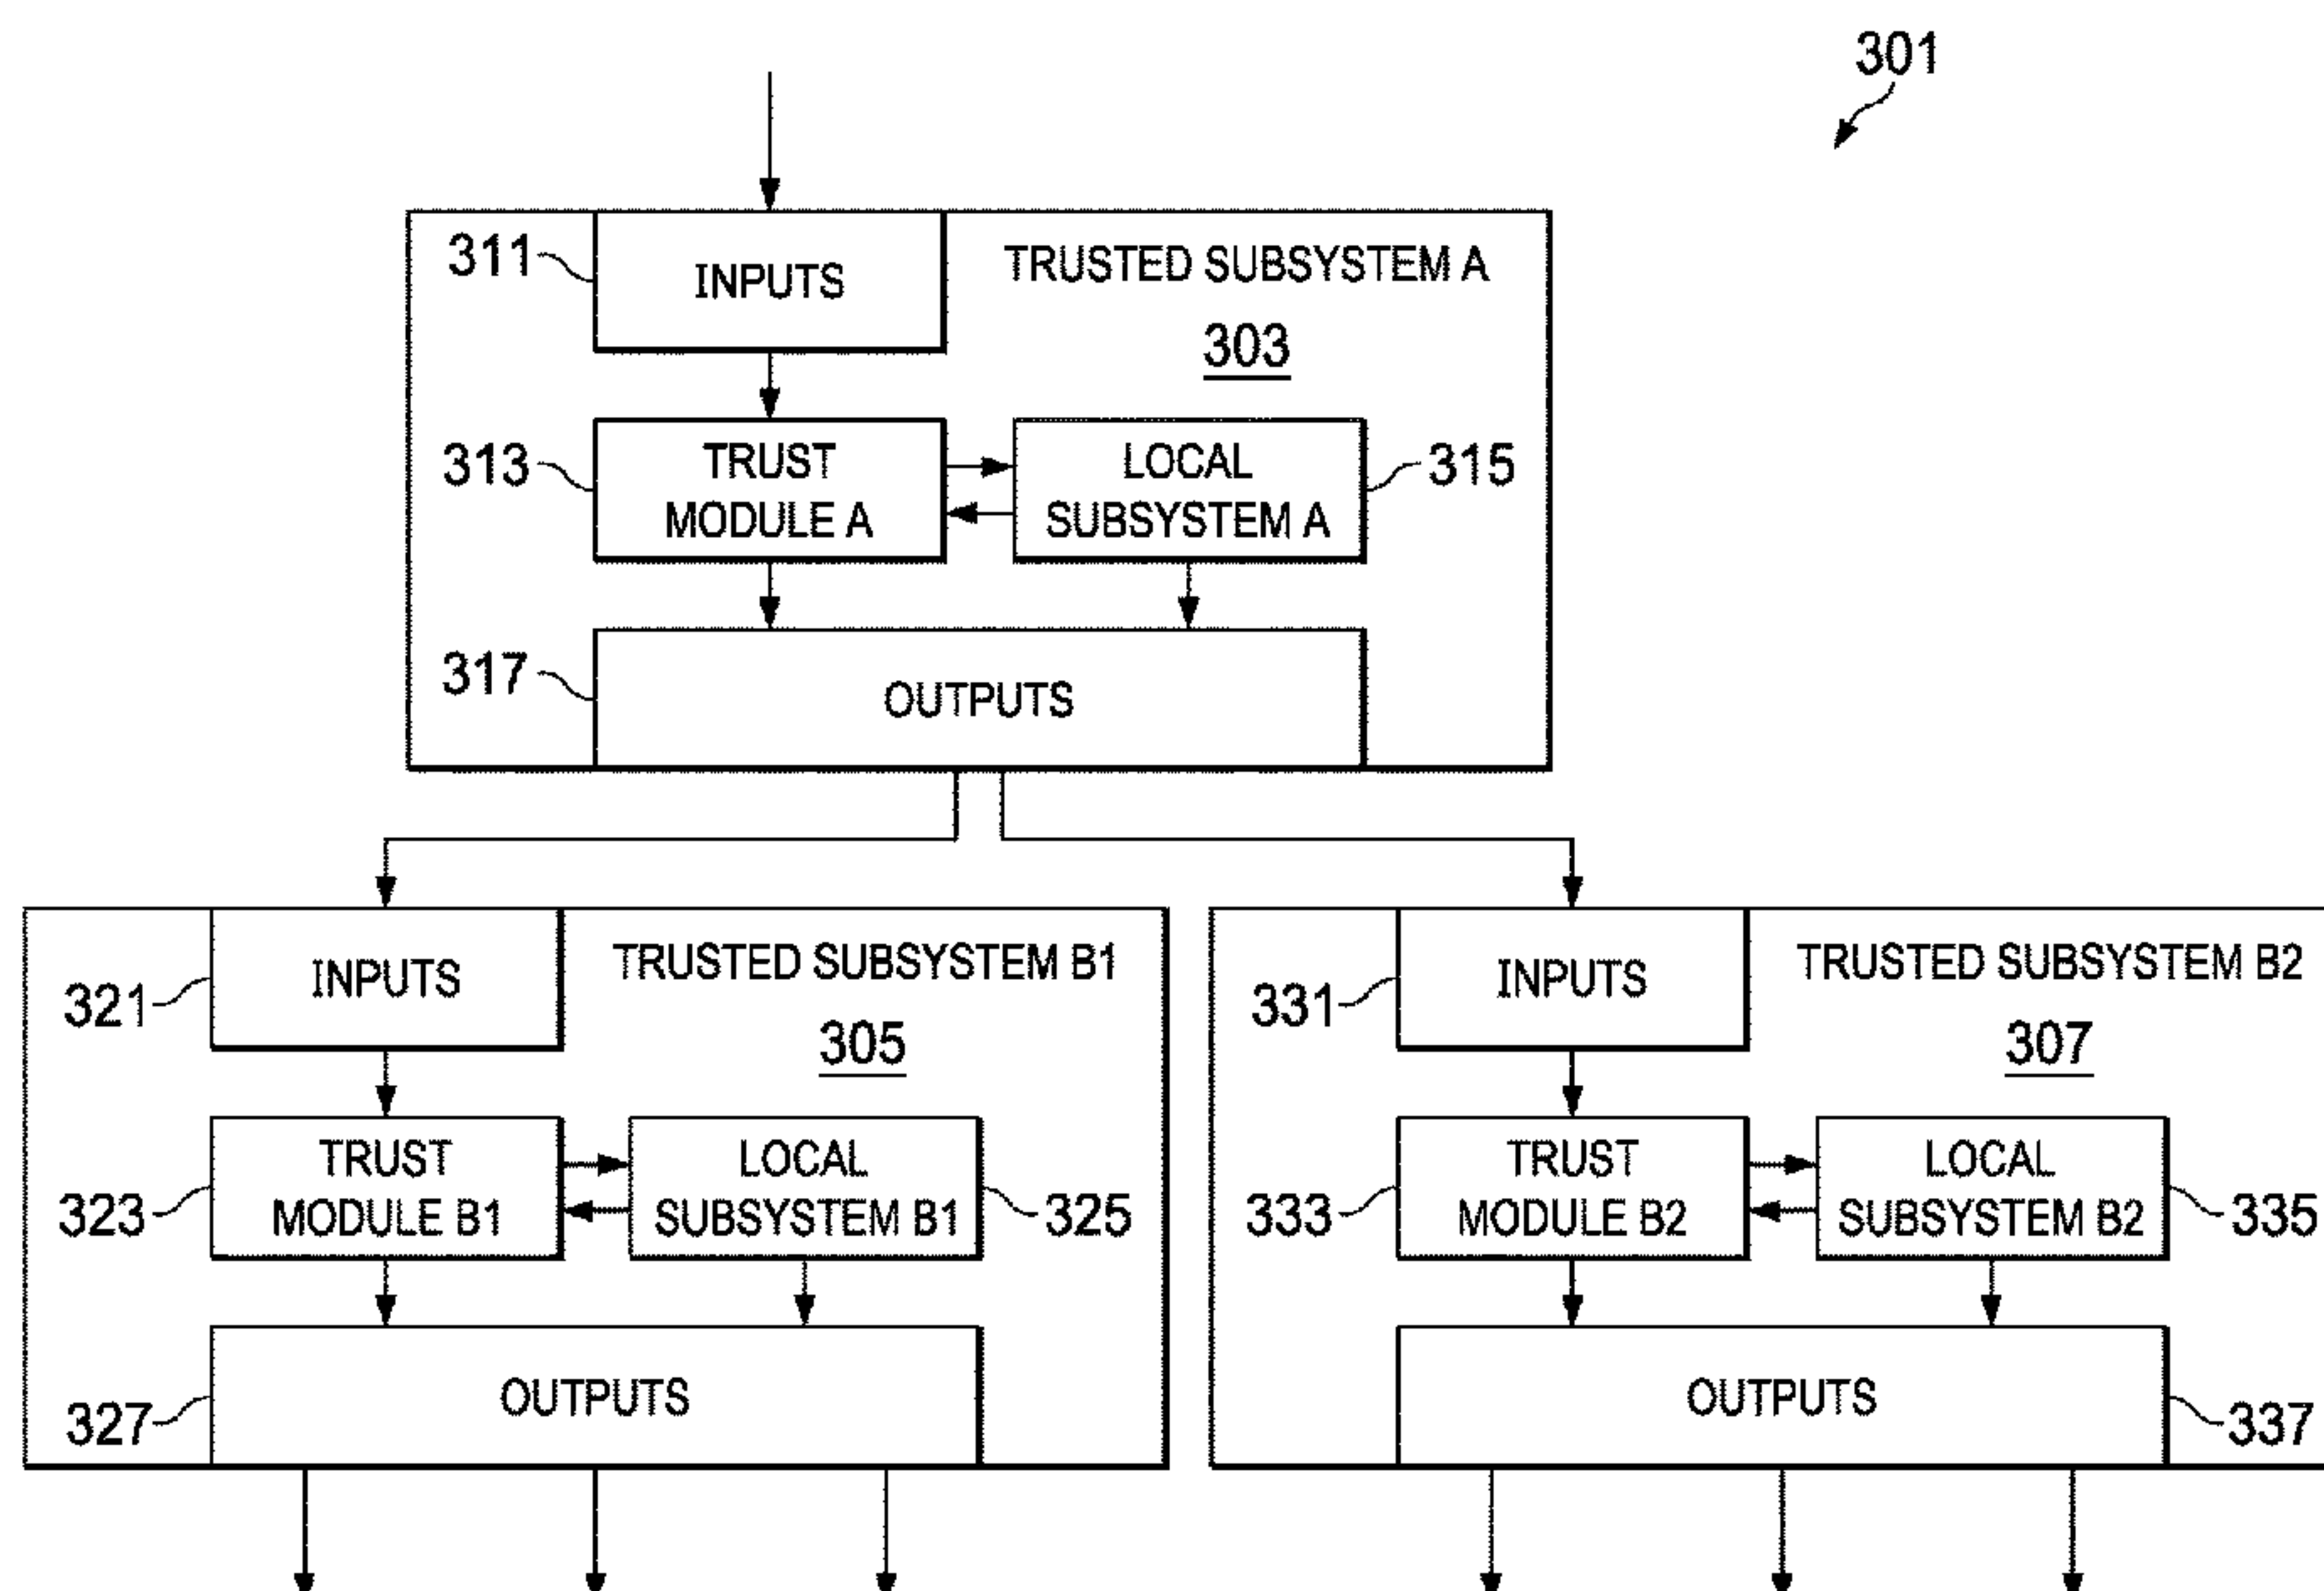 301
311
INPUTS
TRUSTED SUBSYSTEM A
303
313
TRUST
MODULE A
LOCAL
SUBSYSTEM A
315
317
OUTPUTS
321
INPUTS
TRUSTED SUBSYSTEM B1
305
323
TRUST
MODULE B1
LOCAL
SUBSYSTEM B1
325
327
OUTPUTS
331
INPUTS
TRUSTED SUBSYSTEM B2
307
333
TRUST
MODULE B2
LOCAL
SUBSYSTEM B2
335
OUTPUTS
337